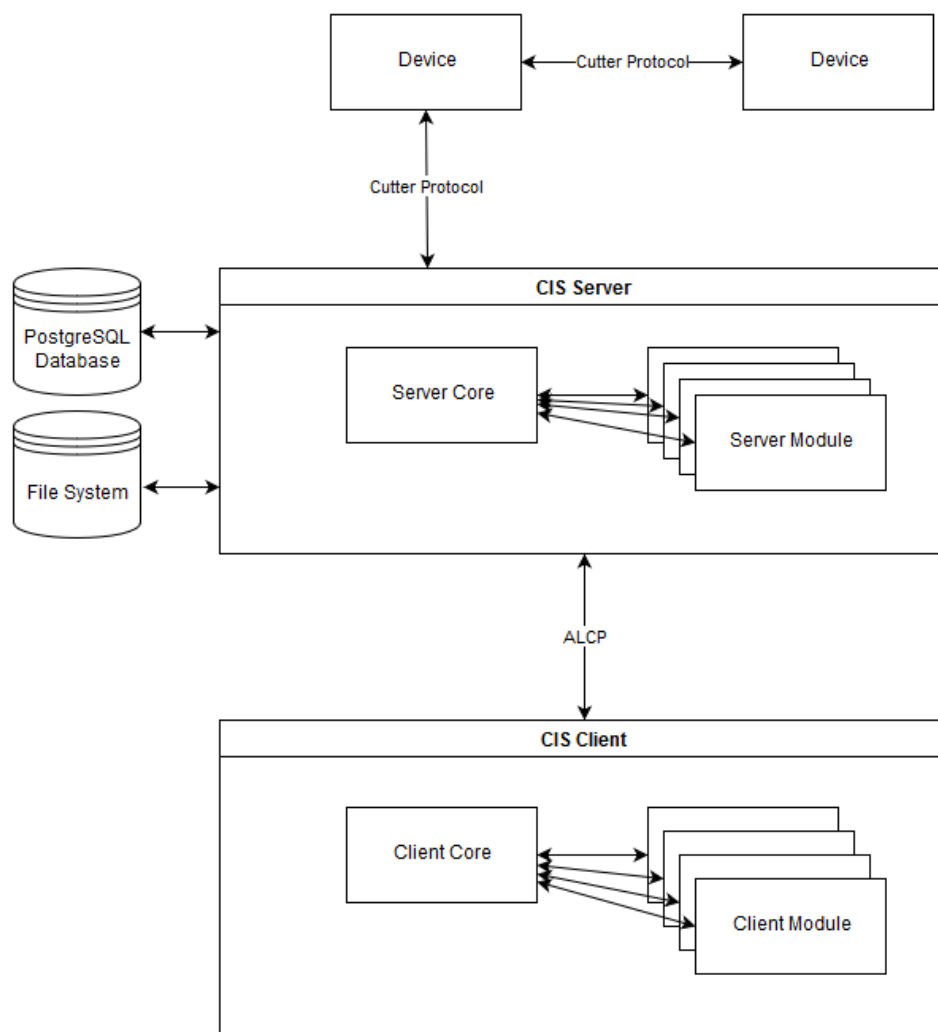 Device
Cutter Protocol
Device
Cutter Protocol
CIS Server
PostgreSQL
Database
Server Core
Server Module
File System
ALCP
CIS Client
Client Core
Client Module